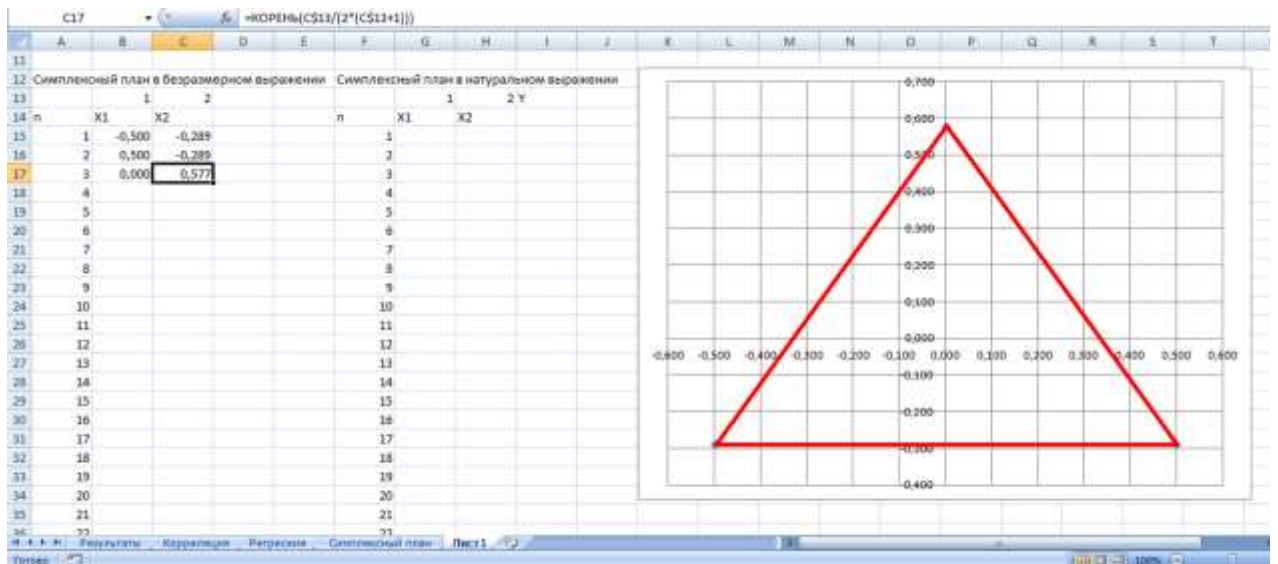 C17 fx =КОРЕНЬ(C$13/(2*(C$13+1)))
A B C D E F G H I J K L M N O P Q R S T
11
12 Симплексный план в безразмерном выражении Симплексный план в натуральном выражении
13 1 2 1 2 Y
14 n X1 X2 n X1 X2
15 1 -0,500 -0,289 1
16 2 0,500 -0,289 2
17 3 0,000 0,577 3
18 4 4
19 5 5
20 6 6
21 7 7
22 8 8
23 9 9
24 10 10
25 11 11
26 12 12
27 13 13
28 14 14
29 15 15
30 16 16
31 17 17
32 18 18
33 19 19
34 20 20
35 21 21
36 22 22
0,700
0,600
0,500
0,400
0,300
0,200
0,100
0,000
-0,600 -0,500 -0,400 -0,300 -0,200 -0,100 0,000 0,100 0,200 0,300 0,400 0,500 0,600
-0,100
-0,200
-0,300
-0,400
Результаты Корреляция Регрессия Симплексный план Лист1
Готово 100%